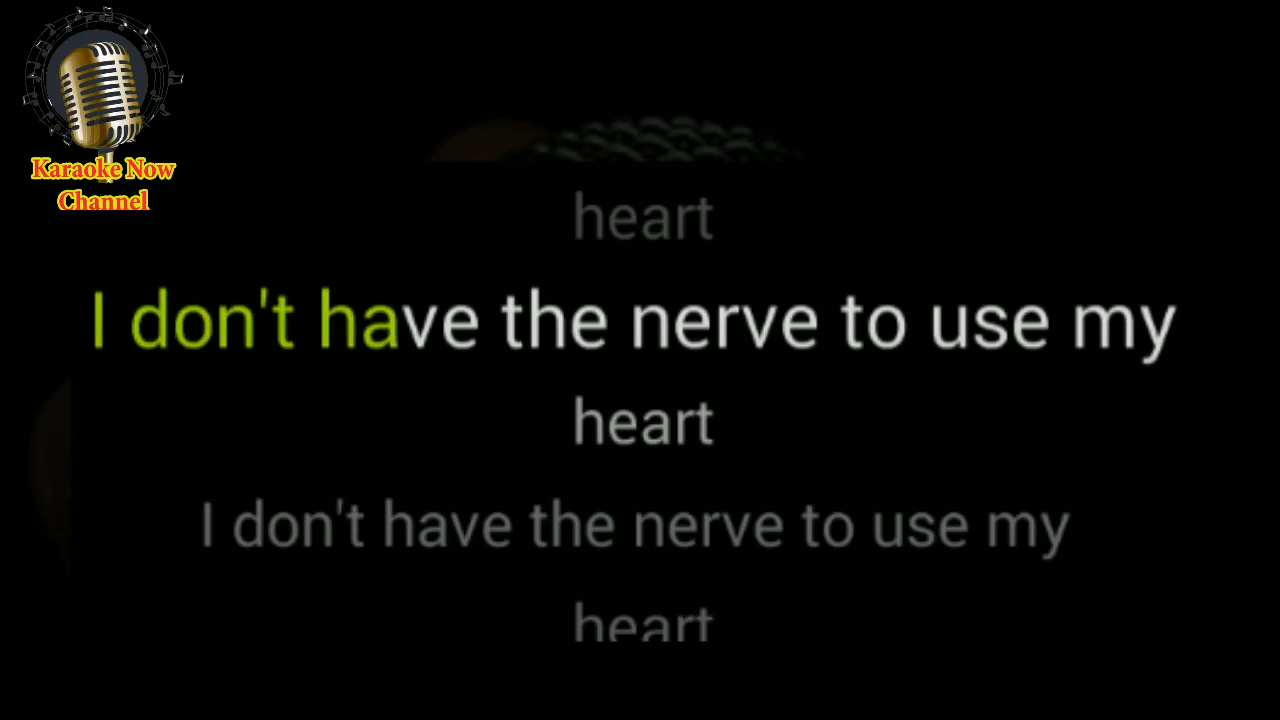 Karaoke Now
Channel
heart
I don't have the nerve to use my
heart
I don't have the nerve to use my
heart